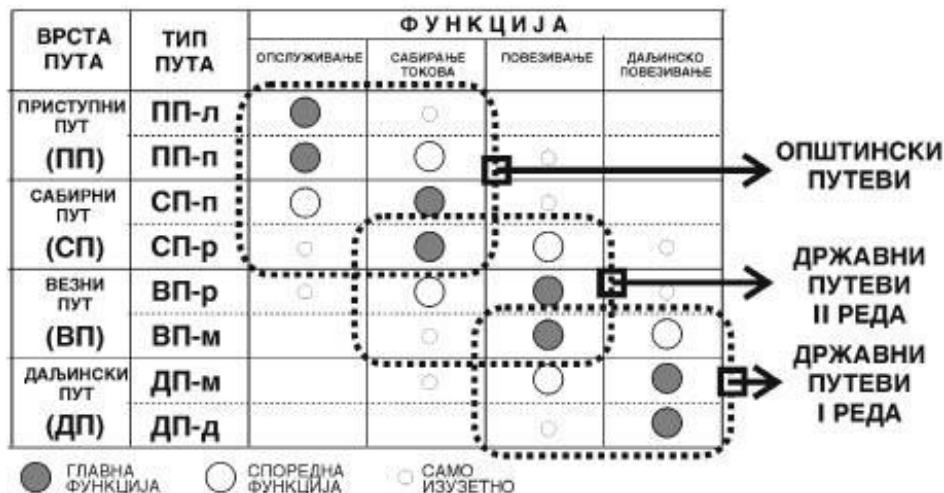 ВРСТА
ПУТА
ТИП
ПУТА
ФУНКЦИЈА
ОПСЛУЖИВАЊЕ
САБИРАЊЕ
ТОКОВА
ПОВЕЗИВАЊЕ
ДАЉИНСКО
ПОВЕЗИВАЊЕ
ПРИСТУПНИ
ПУТ
(ПП)
ПП-л
ПП-п
САБИРНИ
ПУТ
(СП)
СП-п
СП-р
ВЕЗНИ
ПУТ
(ВП)
ВП-р
ВП-м
ДАЉИНСКИ
ПУТ
(ДП)
ДП-м
ДП-д
ОПШТИНСКИ
ПУТЕВИ
ДРЖАВНИ
ПУТЕВИ
II РЕДА
ДРЖАВНИ
ПУТЕВИ
I РЕДА
ГЛАВНА
ФУНКЦИЈА
СПОРЕДНА
ФУНКЦИЈА
САМО
ИЗУЗЕТНО